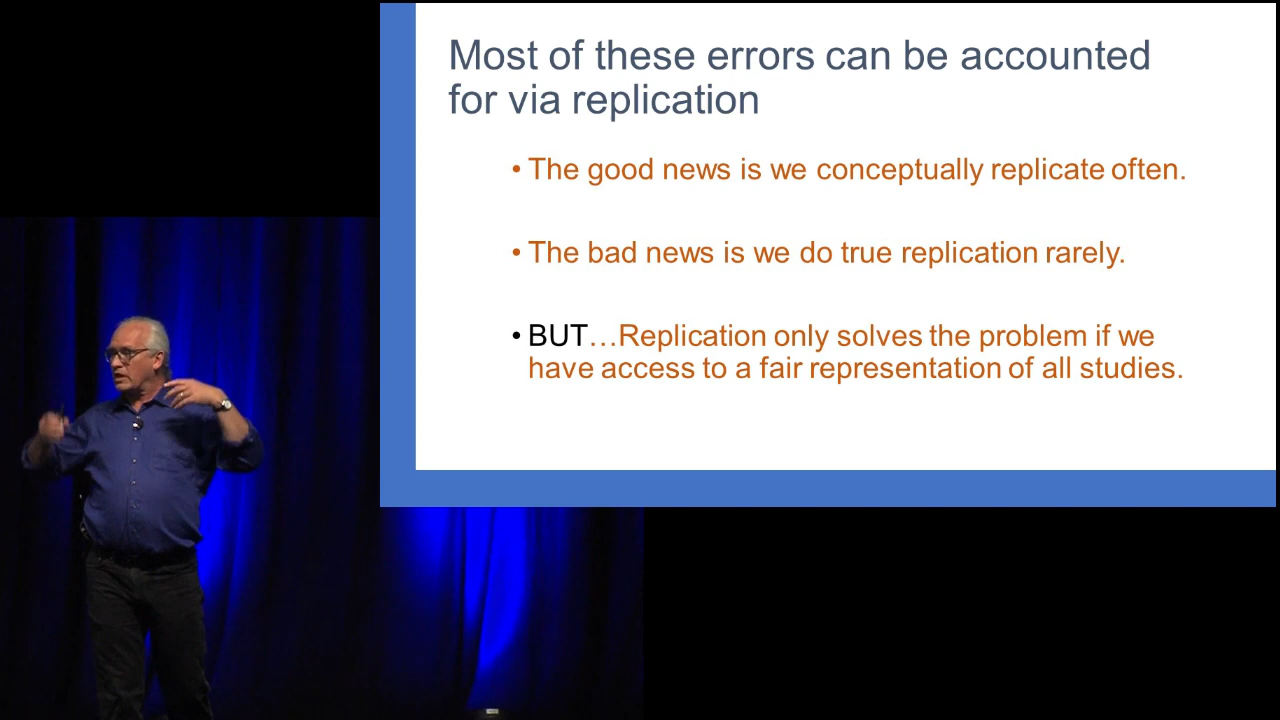 Most of these errors can be accounted
for via replication
• The good news is we conceptually replicate often.
• The bad news is we do true replication rarely.
• BUT…Replication only solves the problem if we
have access to a fair representation of all studies.